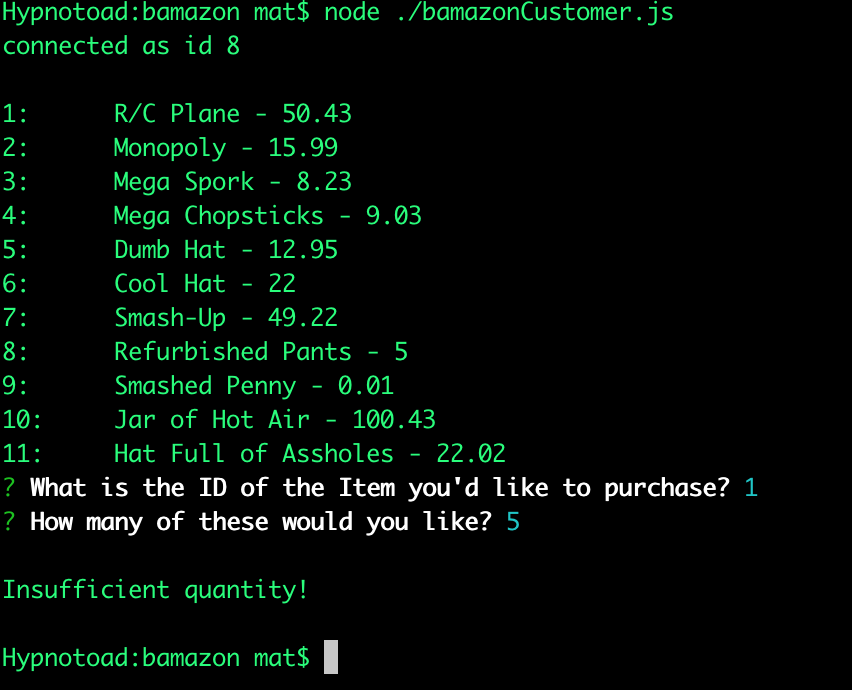 Hypnotoad:bamazon mat$ node ./bamazonCustomer.js
connected as id 8
1: R/C Plane - 50.43
2: Monopoly - 15.99
3: Mega Spork - 8.23
4: Mega Chopsticks - 9.03
5: Dumb Hat - 12.95
6: Cool Hat - 22
7: Smash-Up - 49.22
8: Refurbished Pants - 5
9: Smashed Penny - 0.01
10: Jar of Hot Air - 100.43
11: Hat Full of Assholes - 22.02
? What is the ID of the Item you'd like to purchase? 1
? How many of these would you like? 5
Insufficient quantity!
Hypnotoad:bamazon mat$